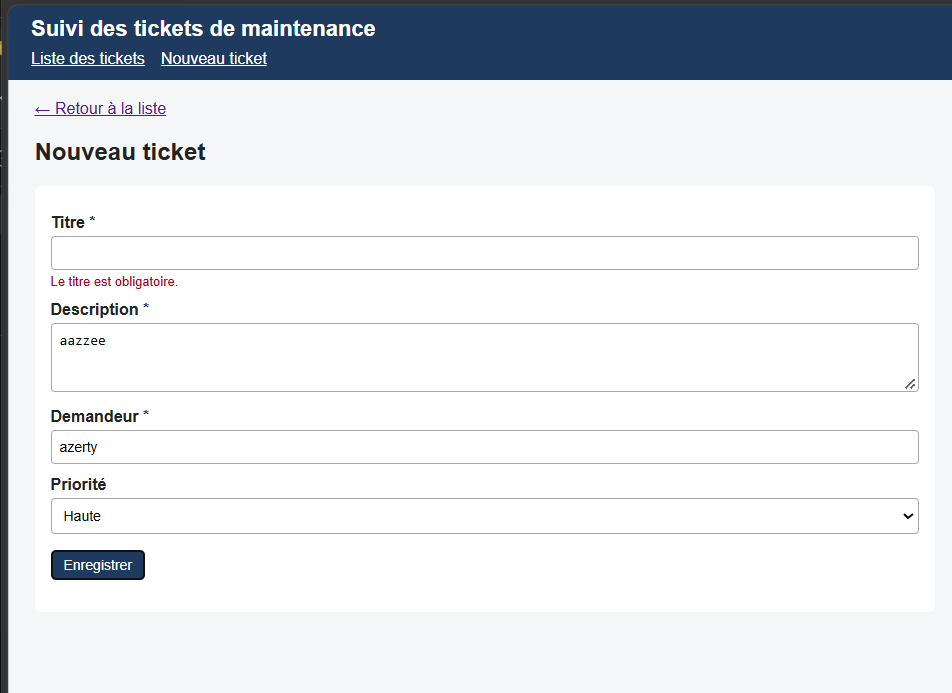 Suivi des tickets de maintenance
Liste des tickets Nouveau ticket
← Retour à la liste
Nouveau ticket
Titre *
Le titre est obligatoire.
Description *
aazzee
Demandeur *
azerty
Priorité
Haute
Enregistrer